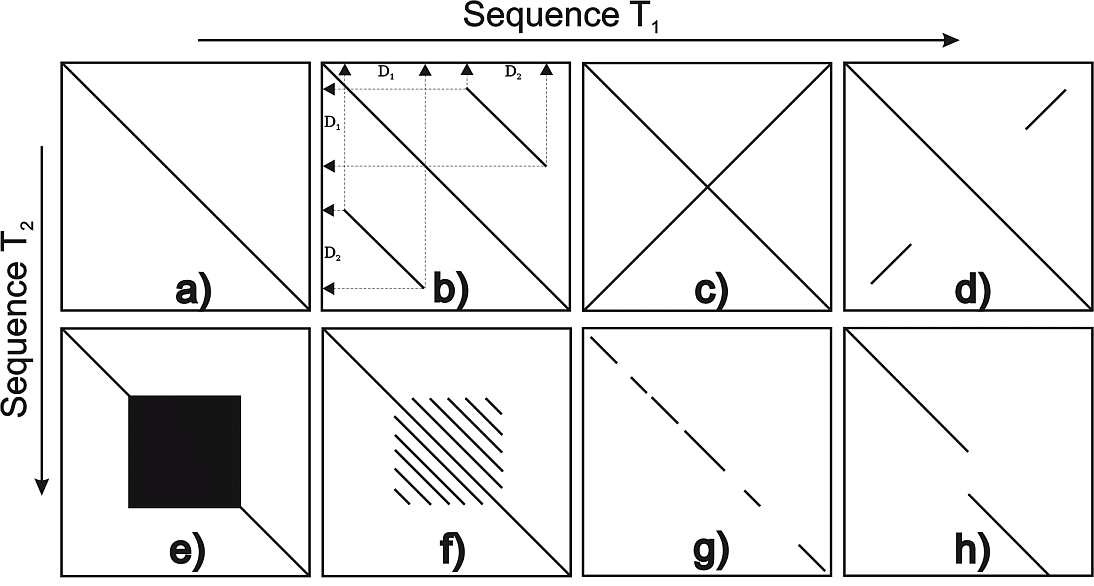 Sequence T₁
Sequence T₂
D₁
D₂
D₁
D₂
a)
b)
c)
d)
e)
f)
g)
h)